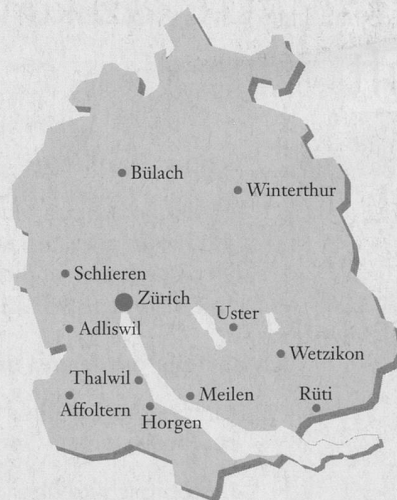 Bülach
Winterthur
Schlieren
Zürich
Uster
Adliswil
Wetzikon
Thalwil
Meilen
Rüti
Affoltern
Horgen